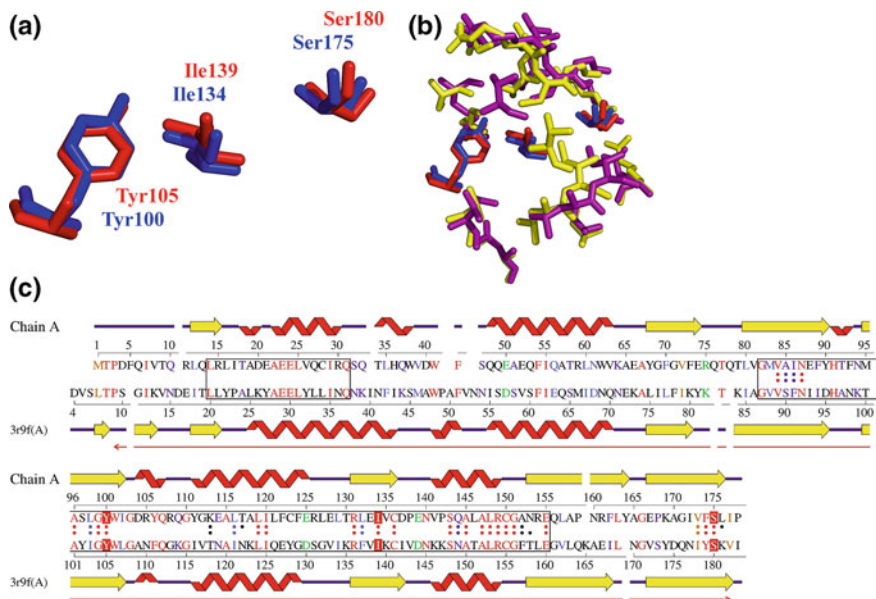 (a)
Ser180
Ser175
Ile139
Ile134
Tyr105
Tyr100
(b)
(c)
Chain A
1 10 15 20 25 30 35 40 50 55 60 65 70 75 80 85 90 95
MTPDFQIVTQ RLQLRLITADEAEELVQCIRQSQ TLHQWVDW F SQQEAEQFIQATRLNWVKAEAYGFGVFERQTQTLVGMVAINEFYHTFNM
DVSLTPS GIKVNDEITLLYPALKYAEELYLLINQNKINFIKSMAWPAFVNNISDSVSFIEQSMIDNQNEKALILFIKYK T KIAGVVSFNIIDHANKT
4 10 15 20 25 30 35 40 45 50 55 60 65 70 75 80 85 90 95 100
3r9f(A)
Chain A
96 100 105 110 115 120 125 130 135 140 145 150 155 160 165 170 175
ASLGYWIGDRYQRQGYGKEALTALILFCFERLELTRLEIVCDPENVPSQALALRCGANREQLAP NRFLYAGEPKAGIVFSLIP
AYIGYWLGANFQGKGIVTNAINKLIQEYGDSGVIKRFVIKCIVDNKKSNATALRCGFTLEGVLQKAEIL NGVSYDQNIYSKVI
101 105 110 115 120 125 130 135 140 145 150 155 160 165 170 175 180
3r9f(A)